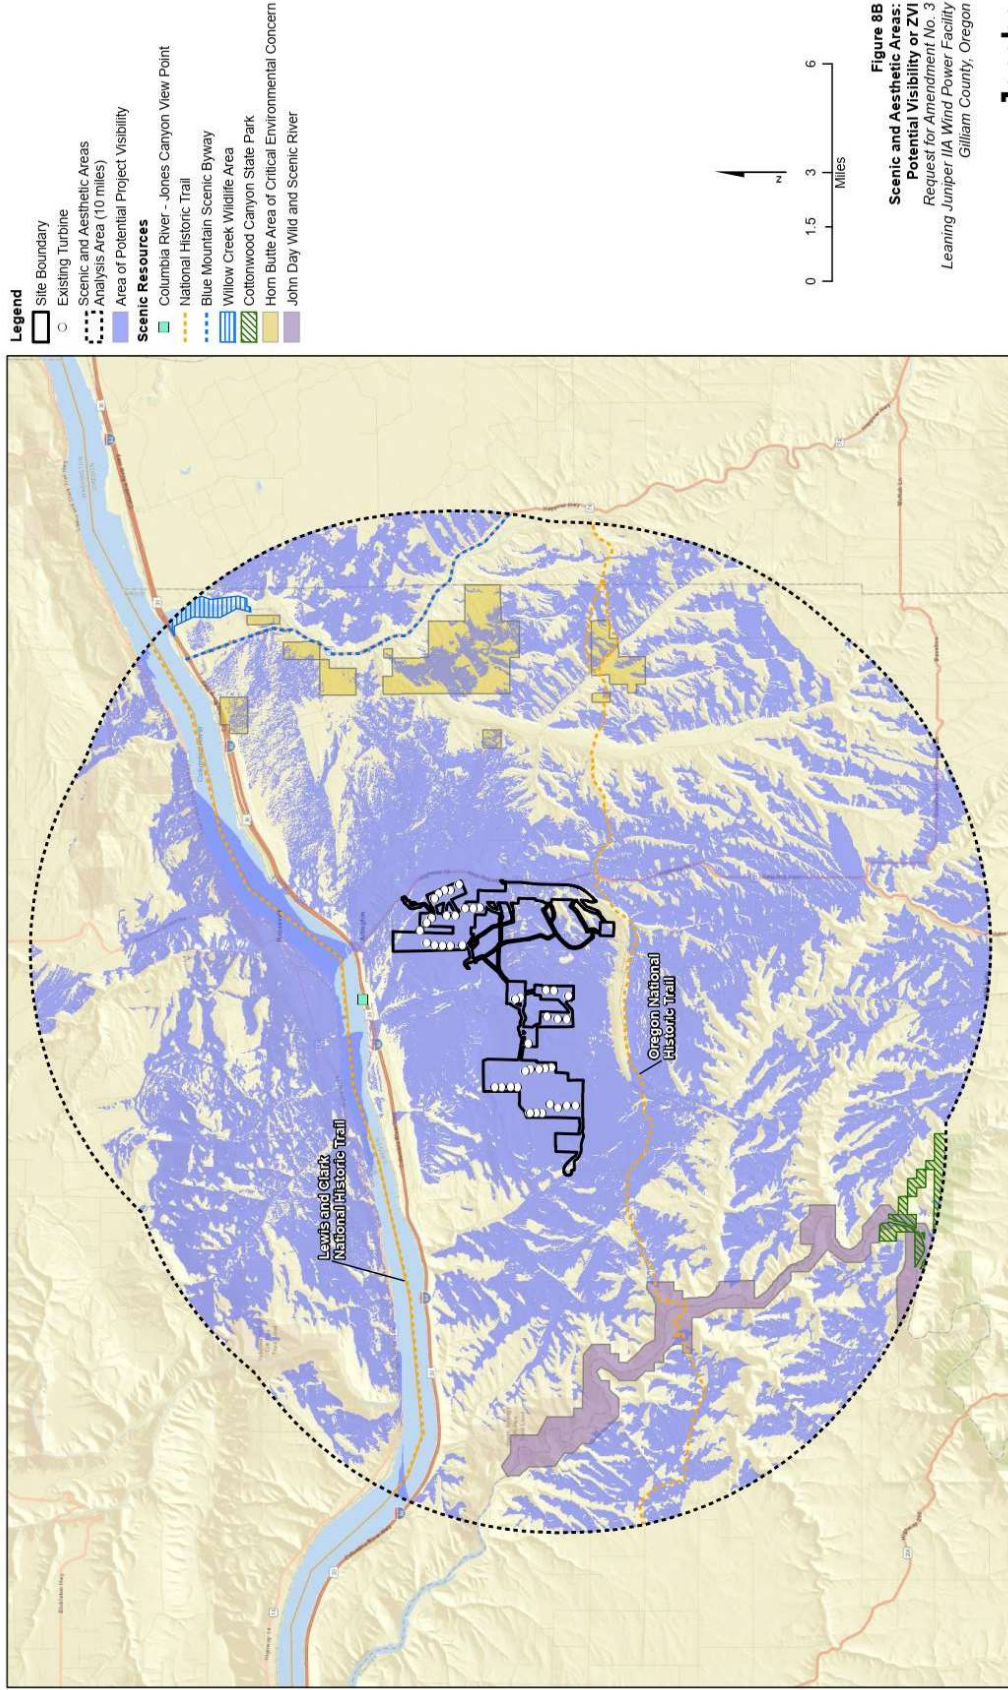 Legend
Site Boundary
Existing Turbine
Scenic and Aesthetic Areas
Analysis Area (10 miles)
Area of Potential Project Visibility
Scenic Resources
Columbia River - Jones Canyon View Point
National Historic Trail
Blue Mountain Scenic Byway
Willow Creek Wildlife Area
Cottonwood Canyon State Park
Horn Butte Area of Critical Environmental Concern
John Day Wild and Scenic River
Lewis and Clark
National Historic Trail
Oregon National
Historic Trail
N
0 1.5 3 6
Miles
Figure 8B
Scenic and Aesthetic Areas:
Potential Visibility or ZVI
Request for Amendment No. 3
Leaning Juniper IIA Wind Power Facility
Gilliam County, Oregon